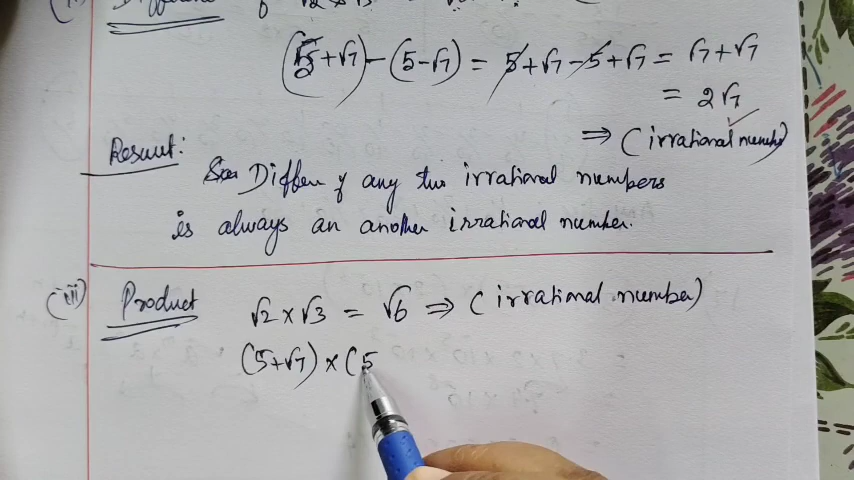 (5+√7)-(5-√7) = 5+√7-5+√7 = √7+√7
= 2√7
⇒ (irrational number)
Result:
Differen of any two irrational numbers
is always an another irrational number.
(iii) Product √2 × √3 = √6 ⇒ (irrational number)
(5+√7) × (5